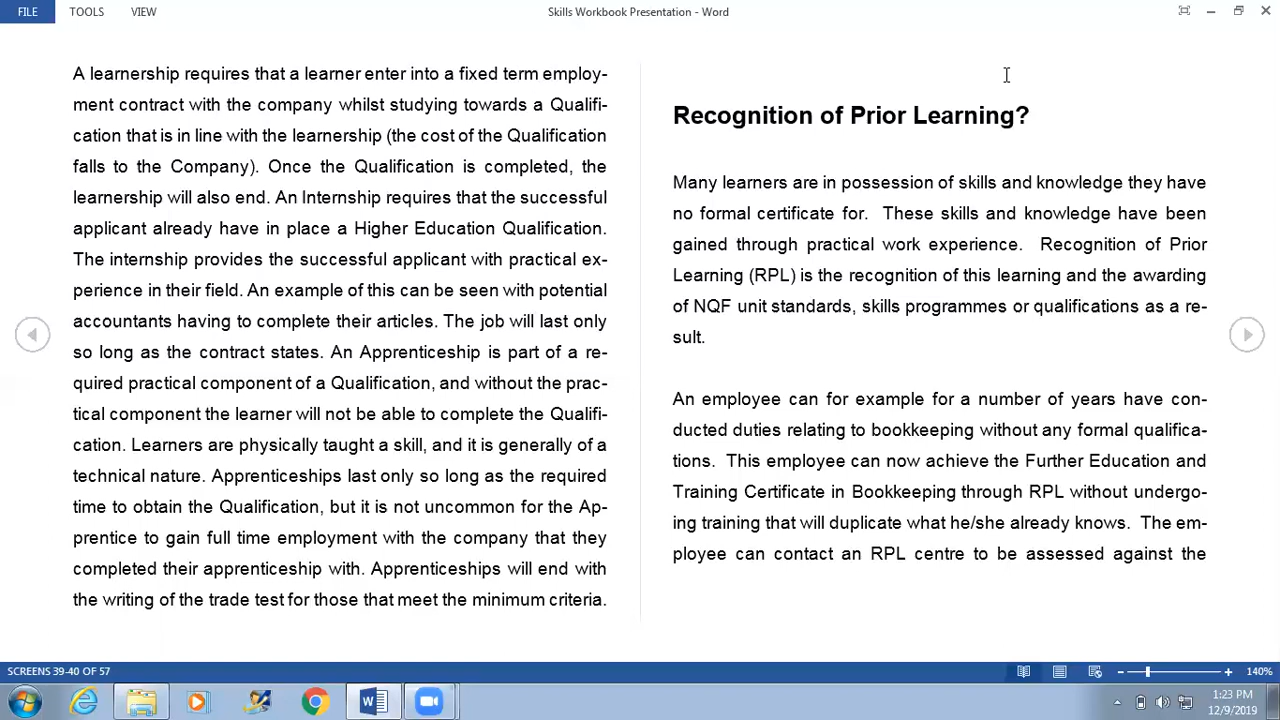 FILE TOOLS VIEW Skills Workbook Presentation - Word
A learnership requires that a learner enter into a fixed term employ-
ment contract with the company whilst studying towards a Qualifi-
cation that is in line with the learnership (the cost of the Qualification
falls to the Company). Once the Qualification is completed, the
learnership will also end. An Internship requires that the successful
applicant already have in place a Higher Education Qualification.
The internship provides the successful applicant with practical ex-
perience in their field. An example of this can be seen with potential
accountants having to complete their articles. The job will last only
so long as the contract states. An Apprenticeship is part of a re-
quired practical component of a Qualification, and without the prac-
tical component the learner will not be able to complete the Qualifi-
cation. Learners are physically taught a skill, and it is generally of a
technical nature. Apprenticeships last only so long as the required
time to obtain the Qualification, but it is not uncommon for the Ap-
prentice to gain full time employment with the company that they
completed their apprenticeship with. Apprenticeships will end with
the writing of the trade test for those that meet the minimum criteria.
Recognition of Prior Learning?
Many learners are in possession of skills and knowledge they have
no formal certificate for. These skills and knowledge have been
gained through practical work experience. Recognition of Prior
Learning (RPL) is the recognition of this learning and the awarding
of NQF unit standards, skills programmes or qualifications as a re-
sult.
An employee can for example for a number of years have con-
ducted duties relating to bookkeeping without any formal qualifica-
tions. This employee can now achieve the Further Education and
Training Certificate in Bookkeeping through RPL without undergo-
ing training that will duplicate what he/she already knows. The em-
ployee can contact an RPL centre to be assessed against the
SCREENS 39-40 OF 57 140%
1:23 PM
12/9/2019